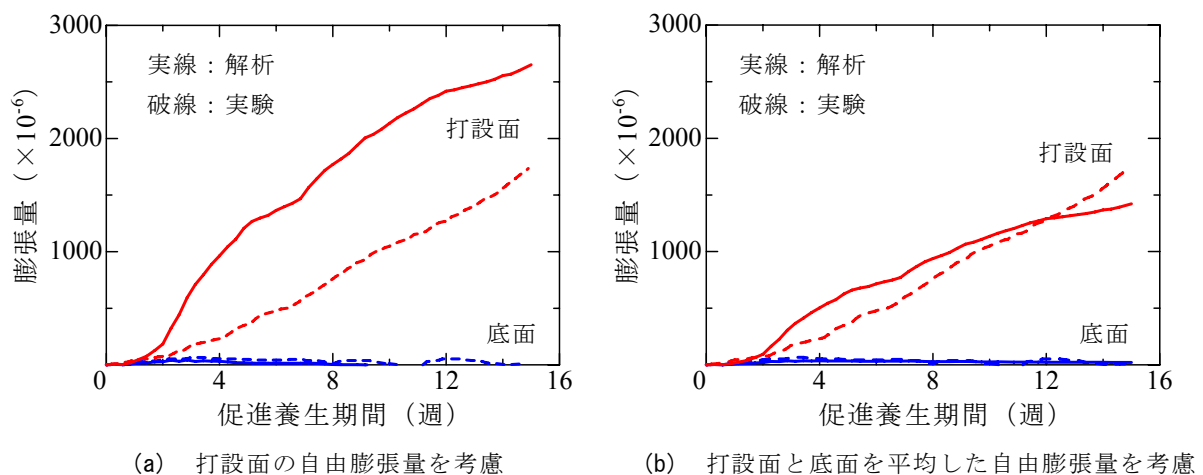 3000
2000
1000
0
膨張量 (×10-6)
実線：解析
破線：実験
打設面
底面
0 4 8 12 16
促進養生期間 (週)
(a) 打設面の自由膨張量を考慮
3000
2000
1000
0
膨張量 (×10-6)
実線：解析
破線：実験
打設面
底面
0 4 8 12 16
促進養生期間 (週)
(b) 打設面と底面を平均した自由膨張量を考慮